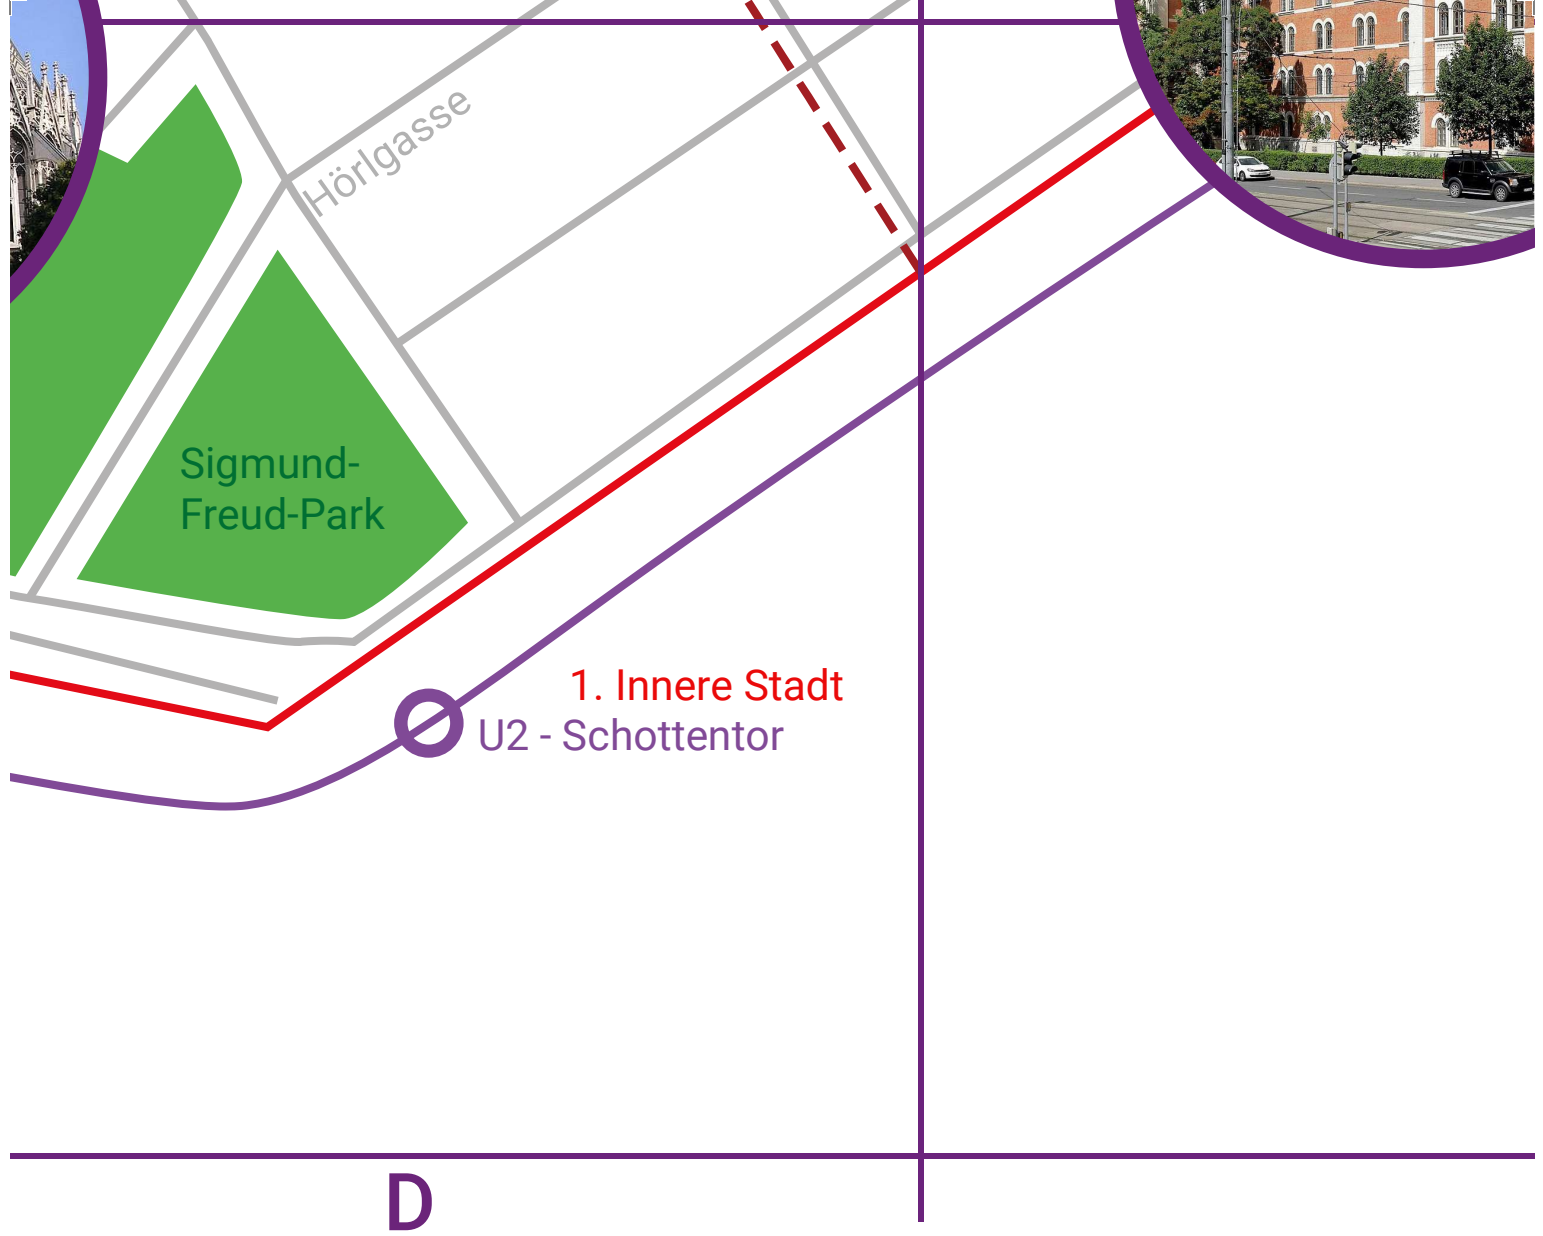 Hörlgasse
Sigmund-
Freud-Park
1. Innere Stadt
U2 - Schottentor
D